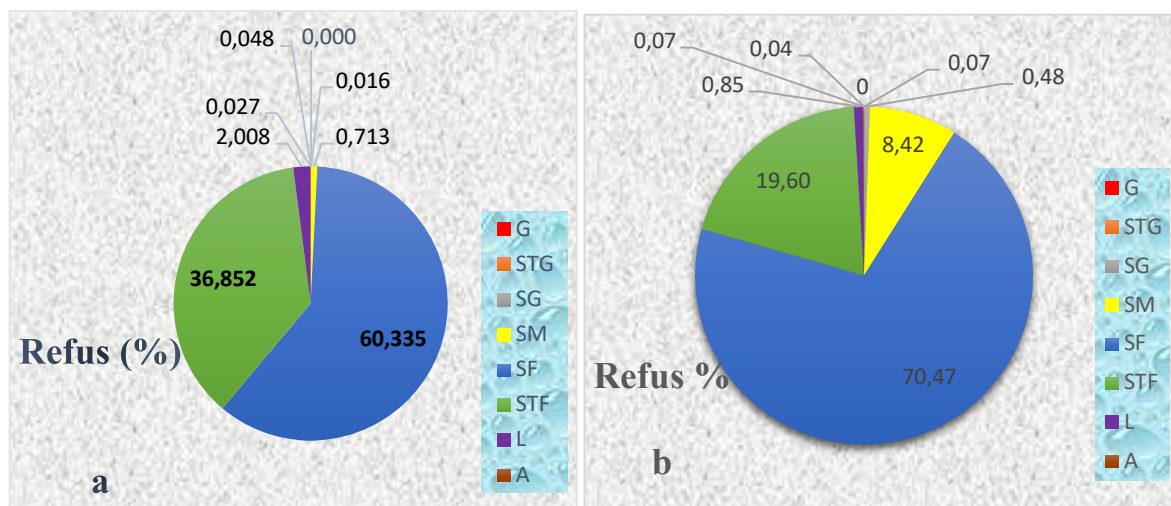 0,048
0,000
0,016
0,027
2,008
0,713
36,852
60,335
Refus (%)
G
STG
SG
SM
SF
STF
L
A
a
0,07
0,04
0,07
0,85
0
0,48
8,42
19,60
70,47
Refus %
G
STG
SG
SM
SF
STF
L
A
b